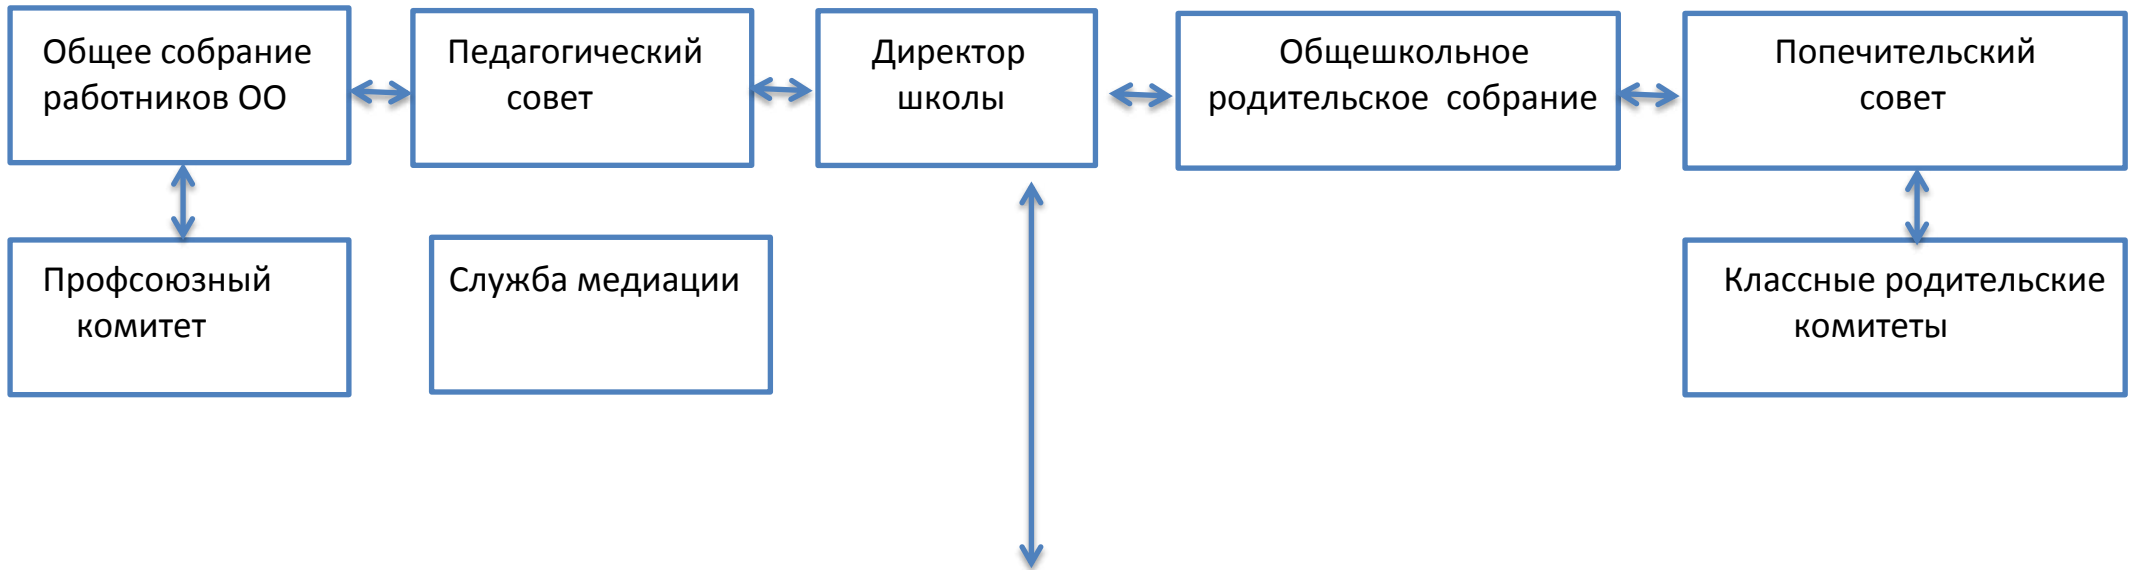 Общее собрание
работников ОО
Педагогический
совет
Директор
школы
Общешкольное
родительское собрание
Попечительский
совет
Профсоюзный
комитет
Служба медиации
Классные родительские
комитеты